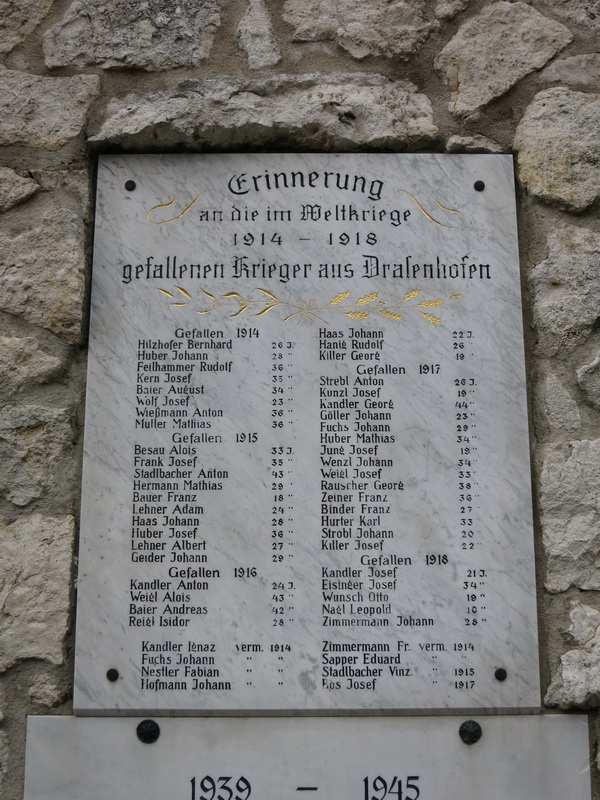 Erinnerung
an die im Weltkriege
1914 – 1918
gefallenen Krieger aus Drasenhofen
Gefallen 1914
Hilzhofer Bernhard 26 J.
Huber Johann 28 "
Feilhammer Rudolf 36 "
Kern Josef 35 "
Baier August 34 "
Wolf Josef 23 "
Wießmann Anton 36 "
Müller Mathias 36 "
Gefallen 1915
Besau Alois 33 J.
Frank Josef 35 "
Stadlbacher Anton 43 "
Hermann Mathias 29 "
Bauer Franz 18 "
Lehner Adam 24 "
Haas Johann 28 "
Huber Josef 36 "
Lehner Albert 27 "
Geider Johann 29 "
Gefallen 1916
Kandler Anton 24 J.
Weigl Alois 43 "
Baier Andreas 42 "
Reigl Isidor 28 "
Kandler Ignaz verm. 1914
Fuchs Johann " "
Nestler Fabian " "
Hofmann Johann " "
Haas Johann 22 J.
Hanig Rudolf 26 "
Killer Georg 19 "
Gefallen 1917
Strebl Anton 26 J.
Kunzl Josef 19 "
Kandler Georg 44 "
Göller Johann 23 "
Fuchs Johann 29 "
Huber Mathias 34 "
Jung Josef 19 "
Wenzl Johann 34 "
Weigl Josef 33 "
Rauscher Georg 38 "
Zeiner Franz 36 "
Binder Franz 27 "
Hurter Karl 33
Strobl Johann 20
Killer Josef 22 "
Gefallen 1918
Kandler Josef 21 J.
Eisinger Josef 34 "
Wunsch Otto 19 "
Nagl Leopold "
Zimmermann Johann 28 "
Zimmermann Fr. verm. 1914
Sapper Eduard " "
Stadlbacher Vinz. " 1915
Bos Josef " 1917
1939 – 1945